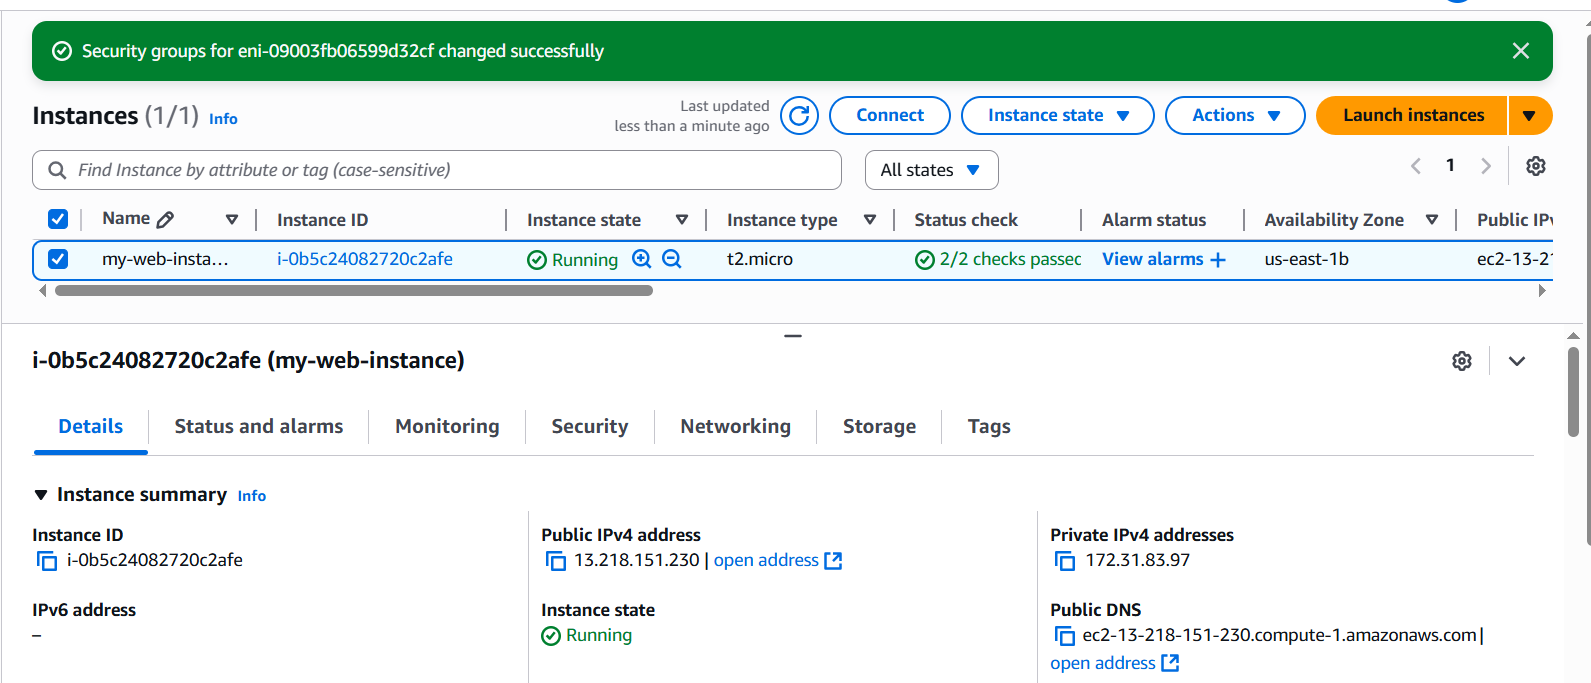 Security groups for eni-09003fb06599d32cf changed successfully
Instances (1/1) Info
Last updated
less than a minute ago
Connect
Instance state
Actions
Launch instances
Find Instance by attribute or tag (case-sensitive)
All states
1
Name
Instance ID
Instance state
Instance type
Status check
Alarm status
Availability Zone
Public IPv
my-web-insta...
i-0b5c24082720c2afe
Running
t2.micro
2/2 checks passec
View alarms +
us-east-1b
ec2-13-21
i-0b5c24082720c2afe (my-web-instance)
Details
Status and alarms
Monitoring
Security
Networking
Storage
Tags
Instance summary Info
Instance ID
i-0b5c24082720c2afe
Public IPv4 address
13.218.151.230 | open address
Private IPv4 addresses
172.31.83.97
IPv6 address
–
Instance state
Running
Public DNS
ec2-13-218-151-230.compute-1.amazonaws.com |
open address